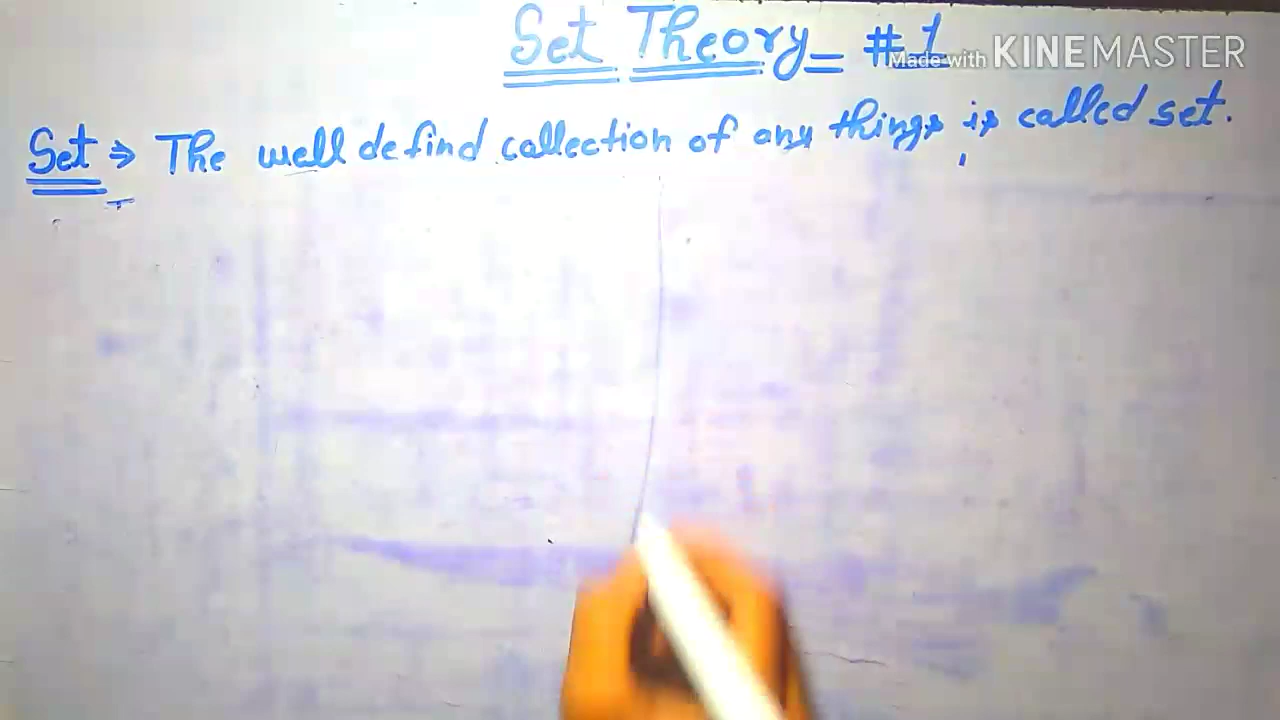 Set Theory #1
Made with KINEMASTER
Set ⇒ The well defind collection of any things is called set.